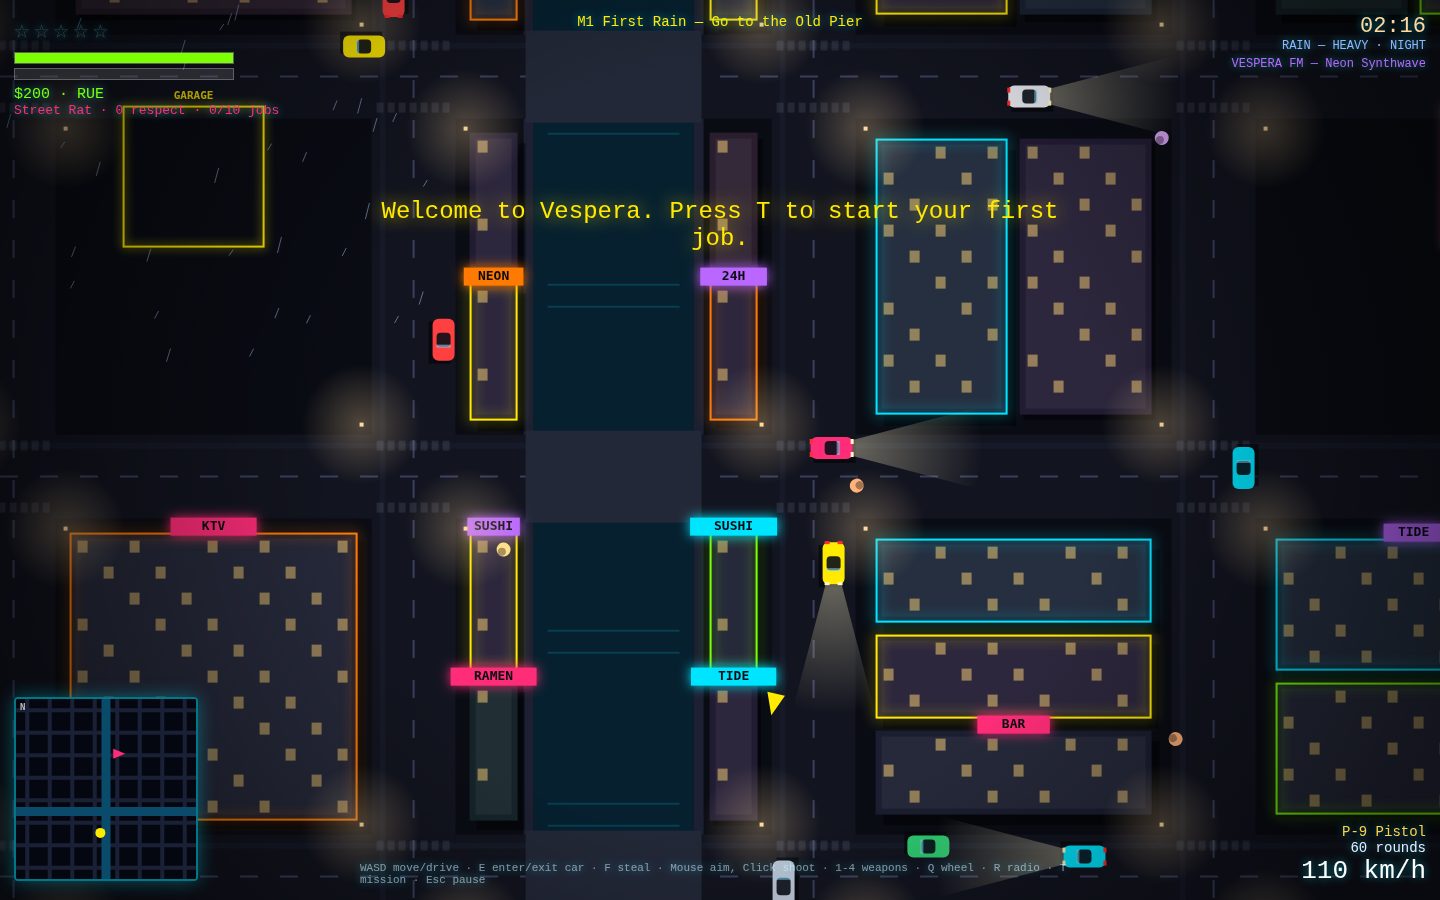 M1 First Rain — Go to the Old Pier
02:16
RAIN — HEAVY · NIGHT
VESPERA FM — Neon Synthwave
☆☆☆☆☆
$200 · RUE
GARAGE
Street Rat · 0 respect · 0/10 jobs
Welcome to Vespera. Press T to start your first
job.
NEON
24H
KTV
SUSHI
SUSHI
TIDE
RAMEN
TIDE
BAR
N
P-9 Pistol
60 rounds
110 km/h
WASD move/drive · E enter/exit car · F steal · Mouse aim, Click shoot · 1-4 weapons · Q wheel · R radio · T
mission · Esc pause